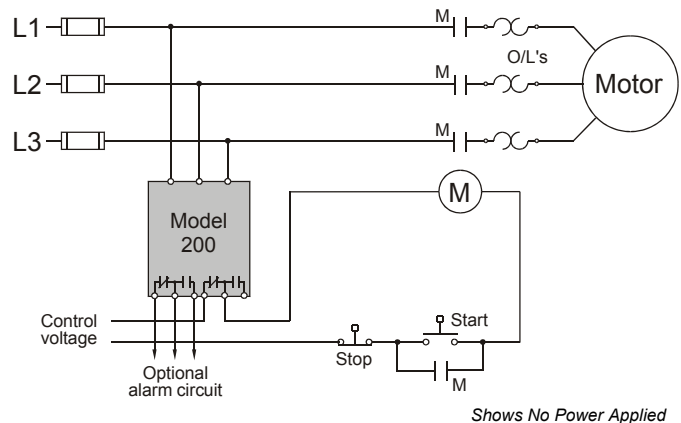 L1
M
O/L's
L2
M
Motor
L3
M
Model
200
M
Control
voltage
Start
Stop
M
Optional
alarm circuit
Shows No Power Applied